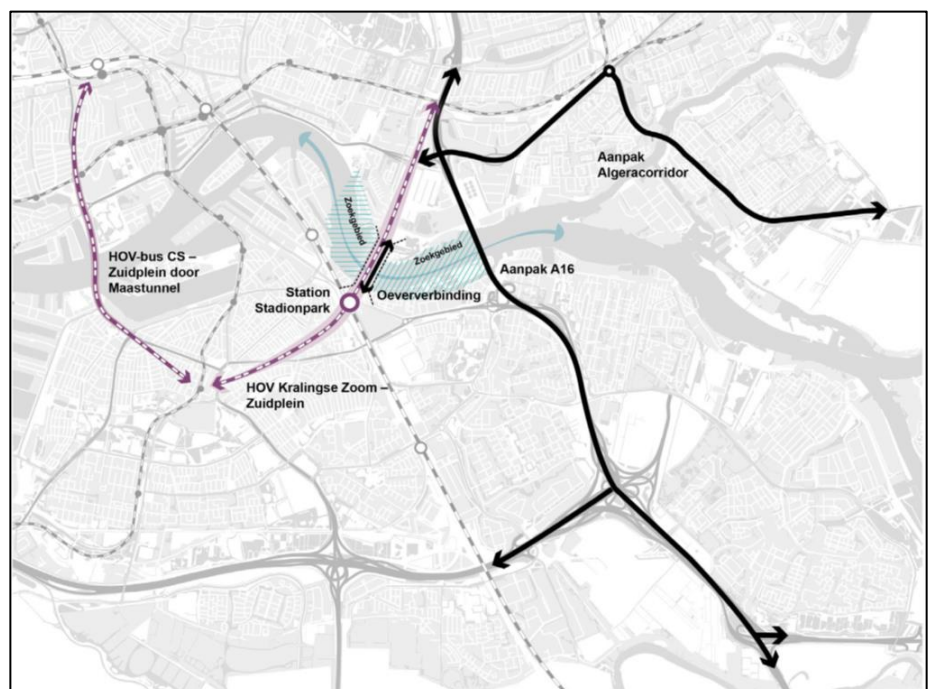 Aanpak
Algeracorridor
Zoekgebied
Zoekgebied
HOV-bus CS –
Zuidplein door
Maastunnel
Aanpak A16
Station
Stadionpark
Oeververbinding
HOV Kralingse Zoom –
Zuidplein